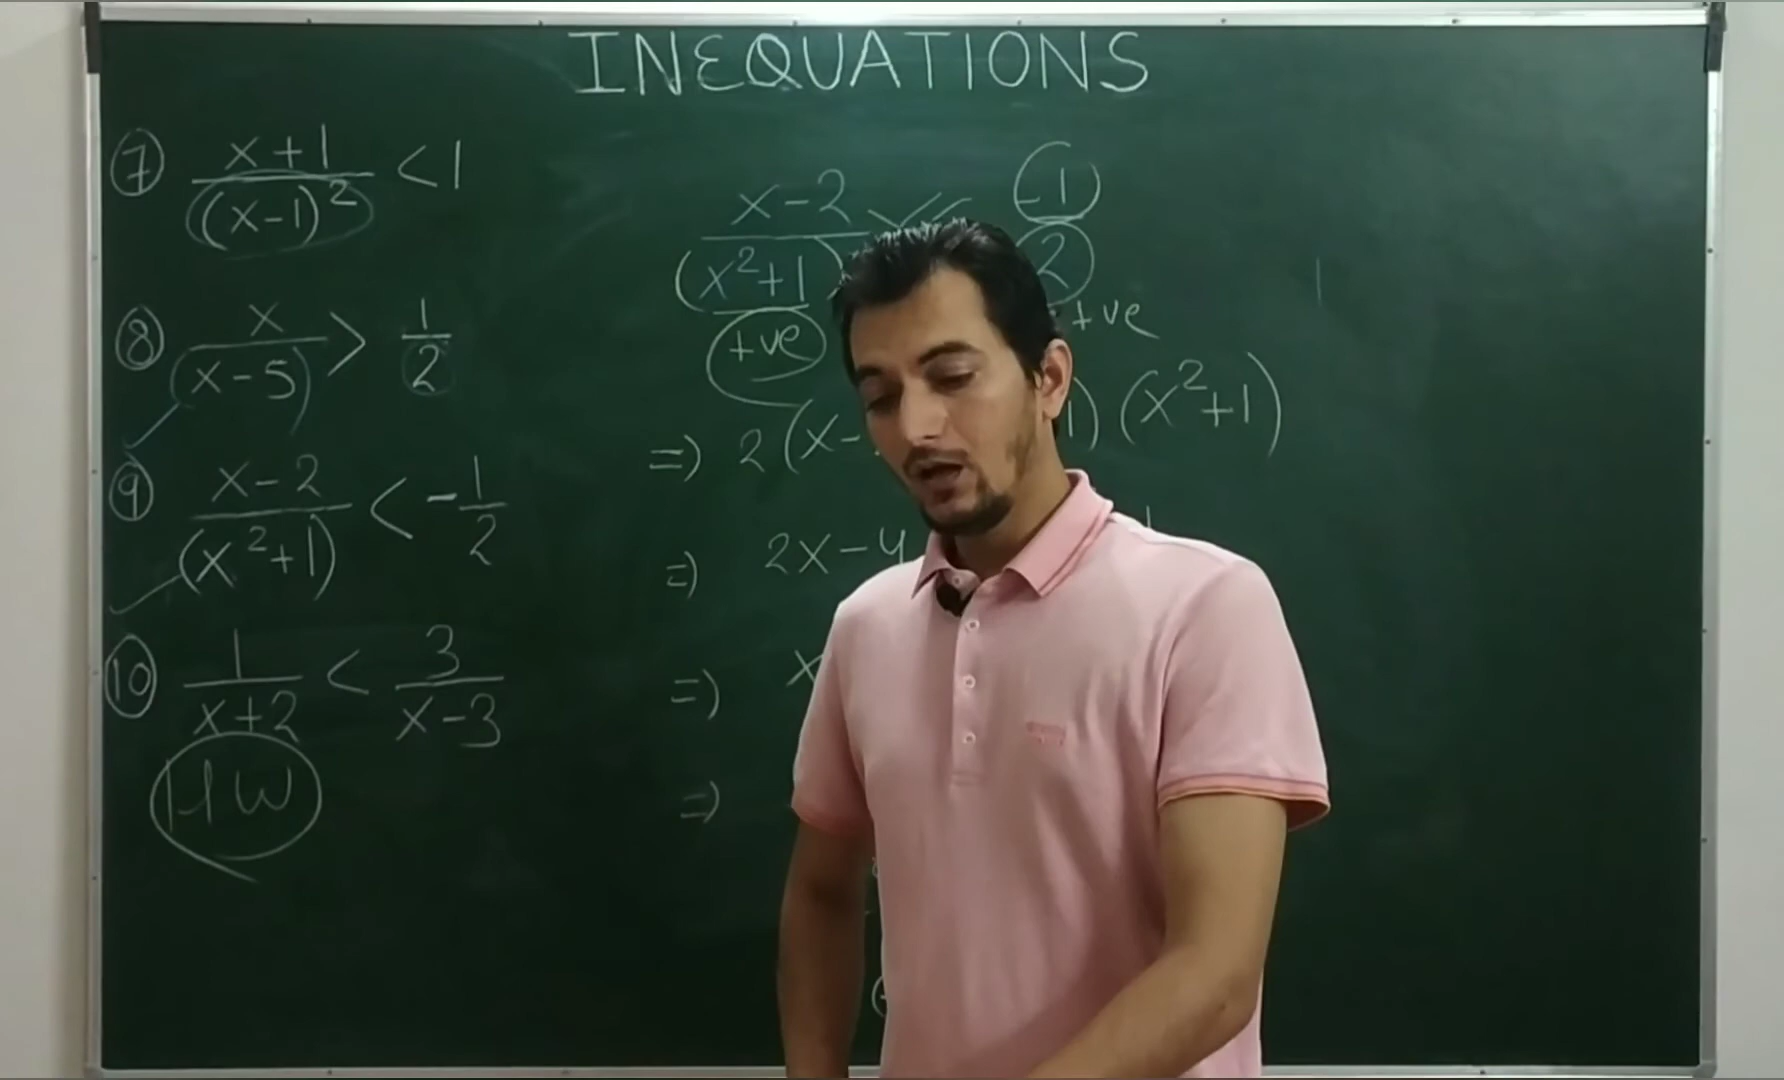 INEQUATIONS
⑦ (x+1)/(x-1)² < 1
⑧ x/(x-5) > 1/2
⑨ (x-2)/(x²+1) < -1/2
⑩ 1/(x+2) < 3/(x-3)
HW
x-2
-1
(x²+1
2
+ve
+ve
=) 2(x- 1)(x²+1)
=) 2x-4
=) x
=)